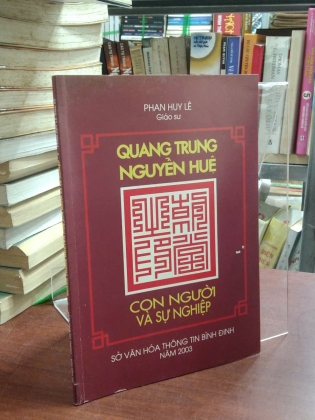 PHAN HUY LÊ
Giáo sư
QUANG TRUNG
NGUYỄN HUỆ
CON NGƯỜI
VÀ SỰ NGHIỆP
SỞ VĂN HÓA THÔNG TIN BÌNH ĐỊNH
NĂM 2003